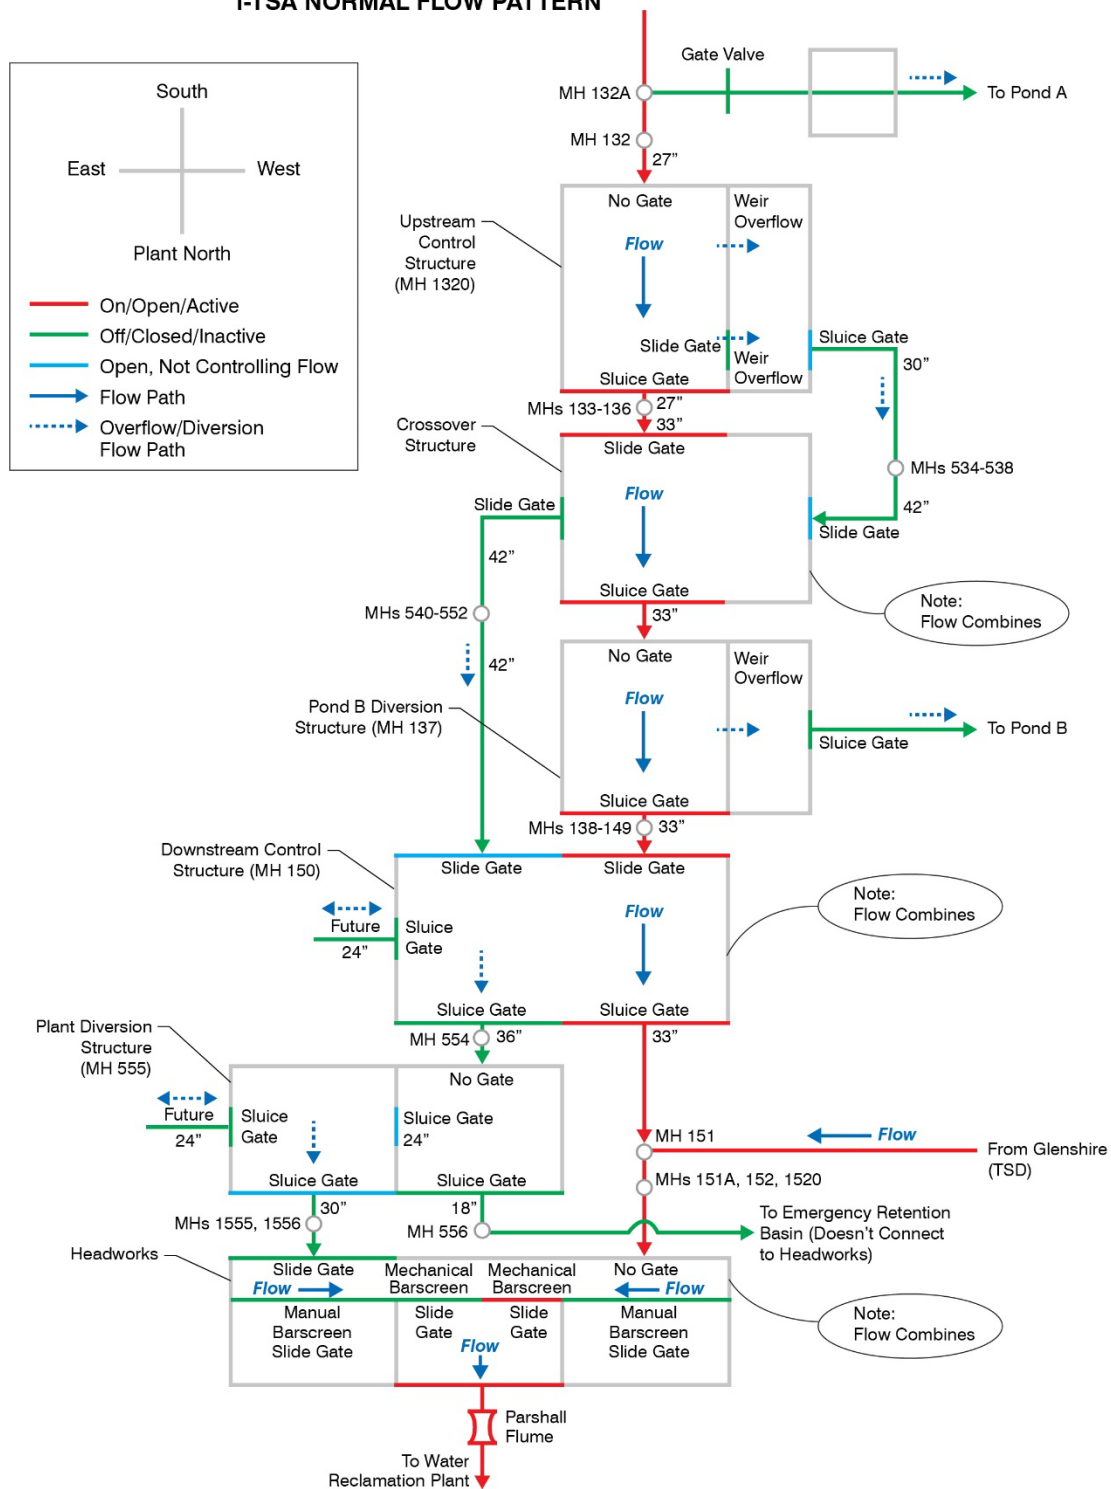 T-TSA NORMAL FLOW PATTERN
South
East
West
Plant North
On/Open/Active
Off/Closed/Inactive
Open, Not Controlling Flow
Flow Path
Overflow/Diversion
Flow Path
Gate Valve
MH 132A
To Pond A
MH 132
27”
No Gate
Weir
Overflow
Upstream
Control
Structure
(MH 1320)
Flow
Slide Gate
Weir
Overflow
Sluice Gate
30”
Sluice Gate
MHs 133-136
27”
33”
Crossover
Structure
Slide Gate
MHs 534-538
Flow
Slide Gate
42”
Slide Gate
42”
Sluice Gate
Note:
Flow Combines
33”
MHs 540-552
42”
No Gate
Weir
Overflow
Flow
Pond B Diversion
Structure (MH 137)
To Pond B
Sluice Gate
Sluice Gate
MHs 138-149
33”
Downstream Control
Structure (MH 150)
Slide Gate
Slide Gate
Note:
Flow Combines
Flow
Future
24”
Sluice
Gate
Sluice Gate
Sluice Gate
MH 554
36”
33”
Plant Diversion
Structure
(MH 555)
No Gate
Future
24”
Sluice
Gate
Sluice Gate
24”
MH 151
Flow
From Glenshire
(TSD)
Sluice Gate
Sluice Gate
MHs 151A, 152, 1520
30”
18”
MHs 1555, 1556
MH 556
To Emergency Retention
Basin (Doesn't Connect
to Headworks)
Headworks
Slide Gate
Mechanical
Barscreen
Mechanical
Barscreen
No Gate
Flow
Flow
Manual
Barscreen
Slide Gate
Slide
Gate
Slide
Gate
Manual
Barscreen
Slide Gate
Flow
Note:
Flow Combines
Parshall
Flume
To Water
Reclamation Plant